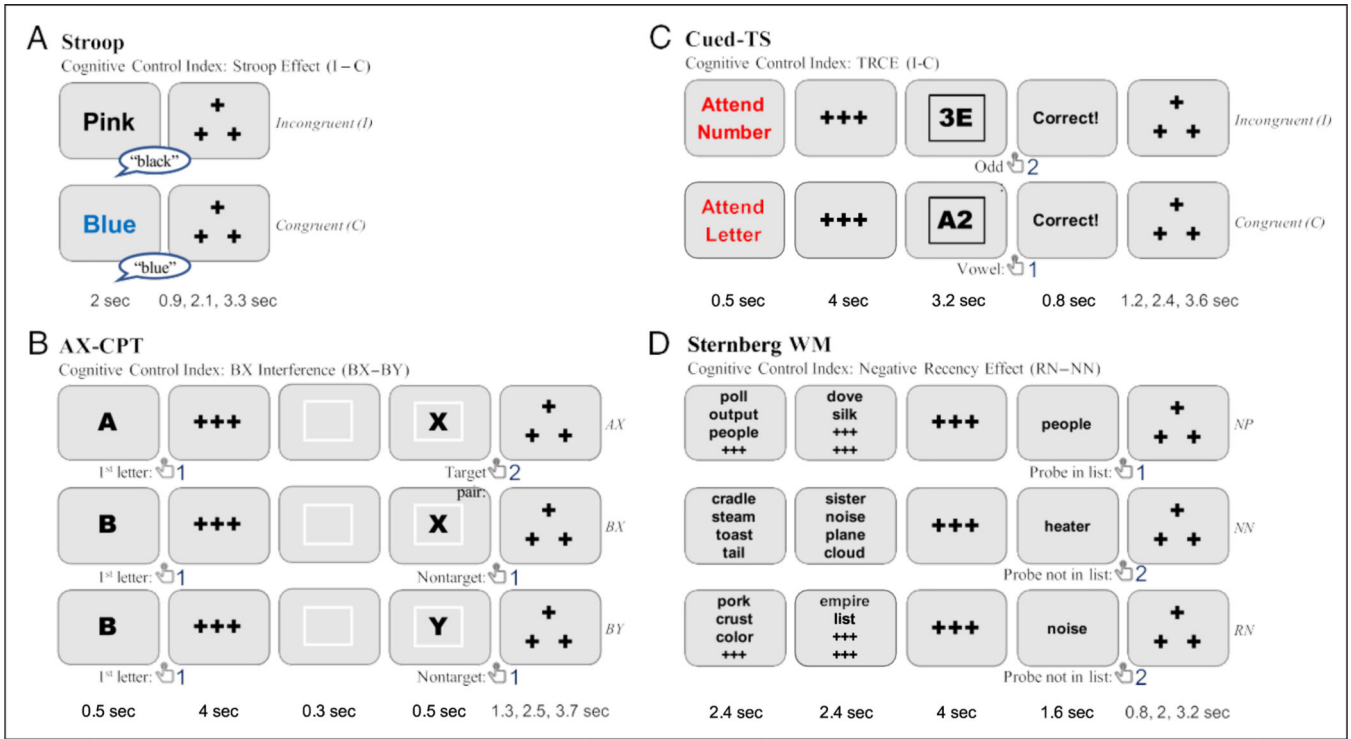 A Stroop
Cognitive Control Index: Stroop Effect (I – C)
Pink
+
+ +
Incongruent (I)
“black”
Blue
+
+ +
Congruent (C)
“blue”
2 sec 0.9, 2.1, 3.3 sec
B AX-CPT
Cognitive Control Index: BX Interference (BX–BY)
A
+++
X
+
+ +
AX
1st letter: 1
Target 2
pair:
B
+++
X
+
+ +
BX
1st letter: 1
Nontarget: 1
B
+++
Y
+
+ +
BY
1st letter: 1
Nontarget: 1
0.5 sec 4 sec 0.3 sec 0.5 sec 1.3, 2.5, 3.7 sec
C Cued-TS
Cognitive Control Index: TRCE (I-C)
Attend
Number
+++
3E
Correct!
+
+ +
Incongruent (I)
Odd 2
Attend
Letter
+++
A2
Correct!
+
+ +
Congruent (C)
Vowel: 1
0.5 sec 4 sec 3.2 sec 0.8 sec 1.2, 2.4, 3.6 sec
D Sternberg WM
Cognitive Control Index: Negative Recency Effect (RN–NN)
poll
output
people
+++
dove
silk
+++
+++
+++
people
+
+ +
NP
Probe in list: 1
cradle
steam
toast
tail
sister
noise
plane
cloud
+++
heater
+
+ +
NN
Probe not in list: 2
pork
crust
color
+++
empire
list
+++
+++
+++
noise
+
+ +
RN
Probe not in list: 2
2.4 sec 2.4 sec 4 sec 1.6 sec 0.8, 2, 3.2 sec